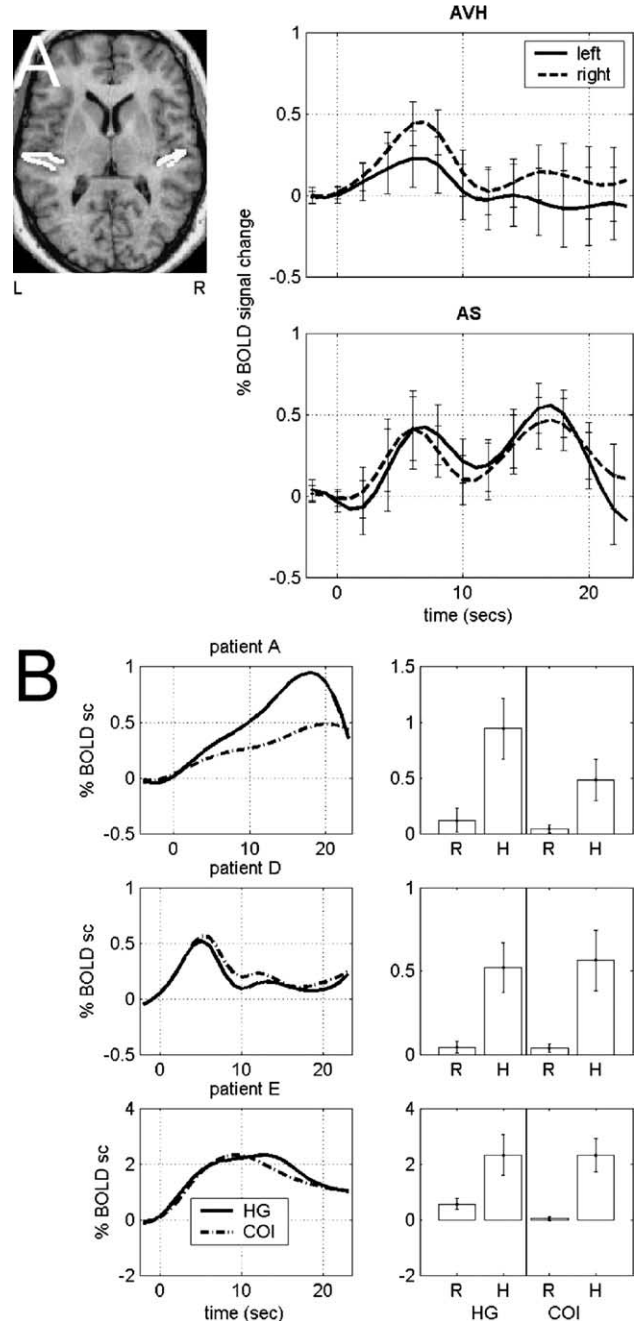 A
L R
AVH
left
right
1
0.5
0
-0.5
% BOLD signal change
AS
1
0.5
0
-0.5
0 10 20
time (secs)
B
patient A
1
0.5
0
-0.5
% BOLD sc
0 10 20
1.5
1
0.5
0
R H R H
patient D
1
0.5
0
-0.5
% BOLD sc
0 10 20
1
0.5
0
R H R H
patient E
4
2
0
-2
% BOLD sc
HG
COI
0 10 20
time (sec)
4
2
0
-2
R H R H
HG COI